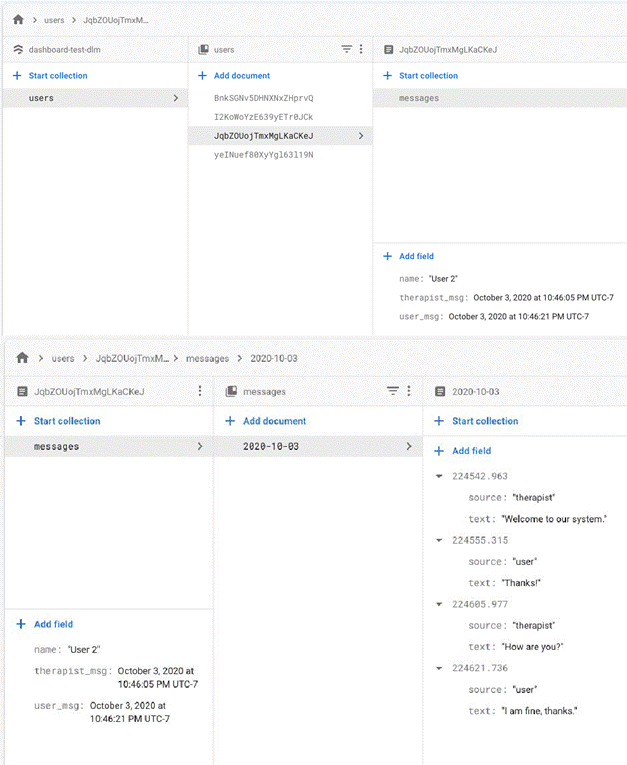 users JqbZOUojTmxM...
dashboard-test-dlm
users
JqbZOUojTmxMgLKaCKeJ
+ Start collection
+ Add document
+ Start collection
users
BnkSGNv5DHNXNxZHprvQ
I2KoWoYzE639yETr0JCk
JqbZOUojTmxMgLKaCKeJ
yeINuef80XyYgl63l19N
messages
+ Add field
name: "User 2"
therapist_msg: October 3, 2020 at 10:46:05 PM UTC-7
user_msg: October 3, 2020 at 10:46:21 PM UTC-7
users JqbZOUojTmxM... messages 2020-10-03
JqbZOUojTmxMgLKaCKeJ
messages
2020-10-03
+ Start collection
+ Add document
+ Start collection
messages
2020-10-03
+ Add field
224542.963
source: "therapist"
text: "Welcome to our system."
224555.315
source: "user"
text: "Thanks!"
224605.977
source: "therapist"
text: "How are you?"
224621.736
source: "user"
text: "I am fine, thanks."
+ Add field
name: "User 2"
therapist_msg: October 3, 2020 at
10:46:05 PM UTC-7
user_msg: October 3, 2020 at
10:46:21 PM UTC-7